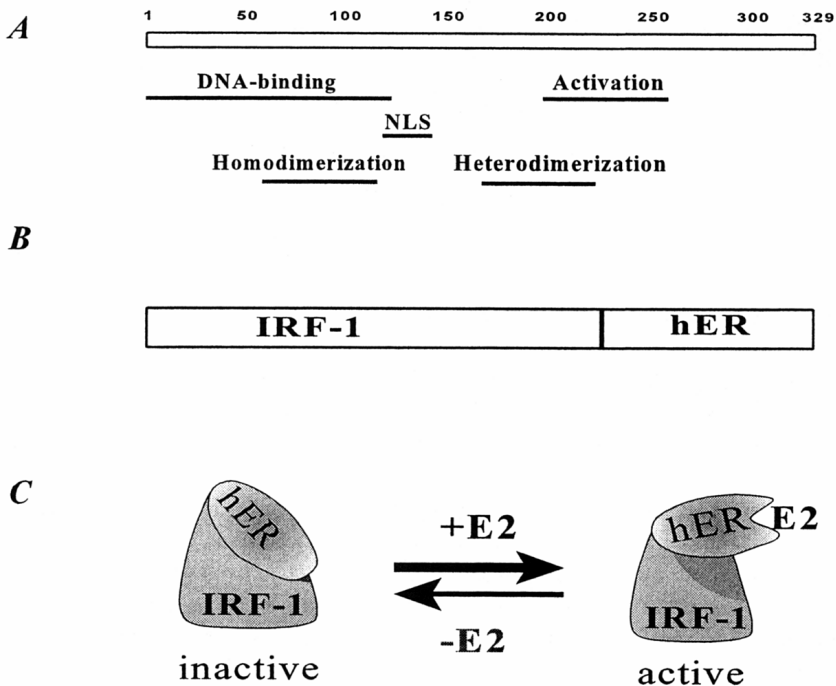 A
1 50 100 150 200 250 300 329
DNA-binding Activation
NLS
Homodimerization Heterodimerization
B
IRF-1 hER
C
hER +E2 hER E2
IRF-1 -E2 IRF-1
inactive active